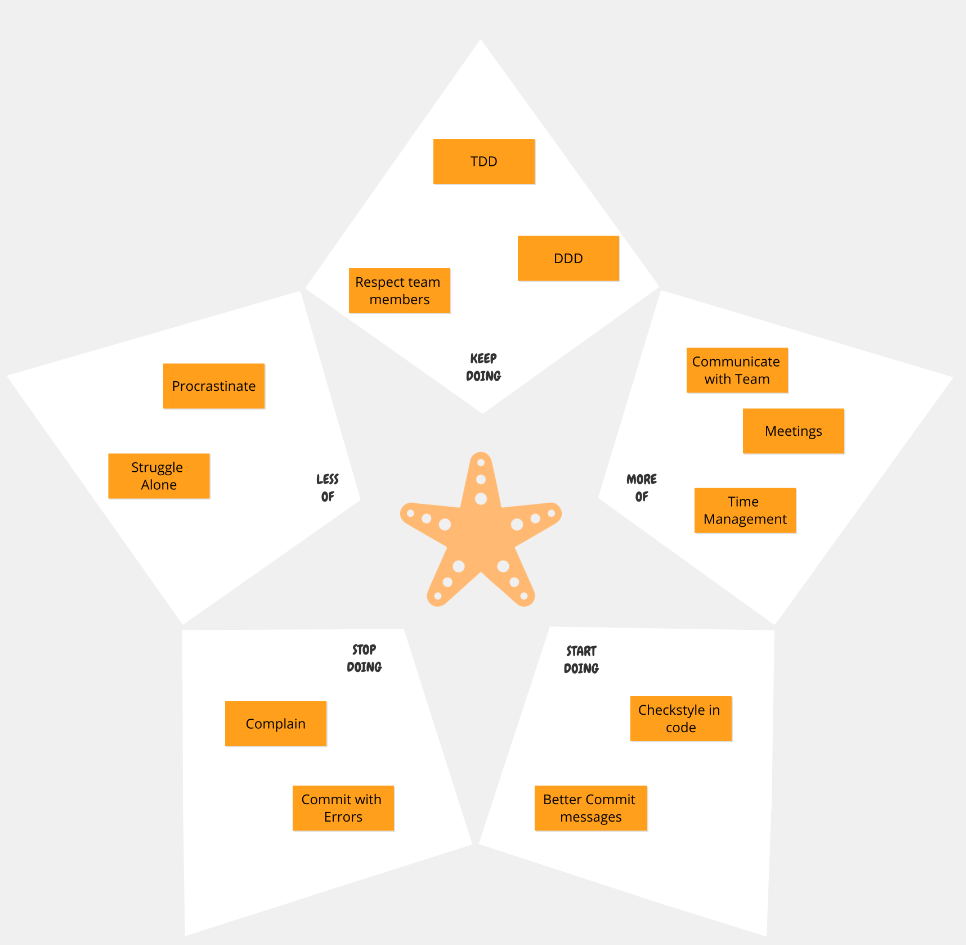 TDD
DDD
Respect team
members
KEEP
DOING
Procrastinate
Struggle
Alone
LESS
OF
Communicate
with Team
Meetings
MORE
OF
Time
Management
STOP
DOING
Complain
Commit with
Errors
START
DOING
Checkstyle in
code
Better Commit
messages